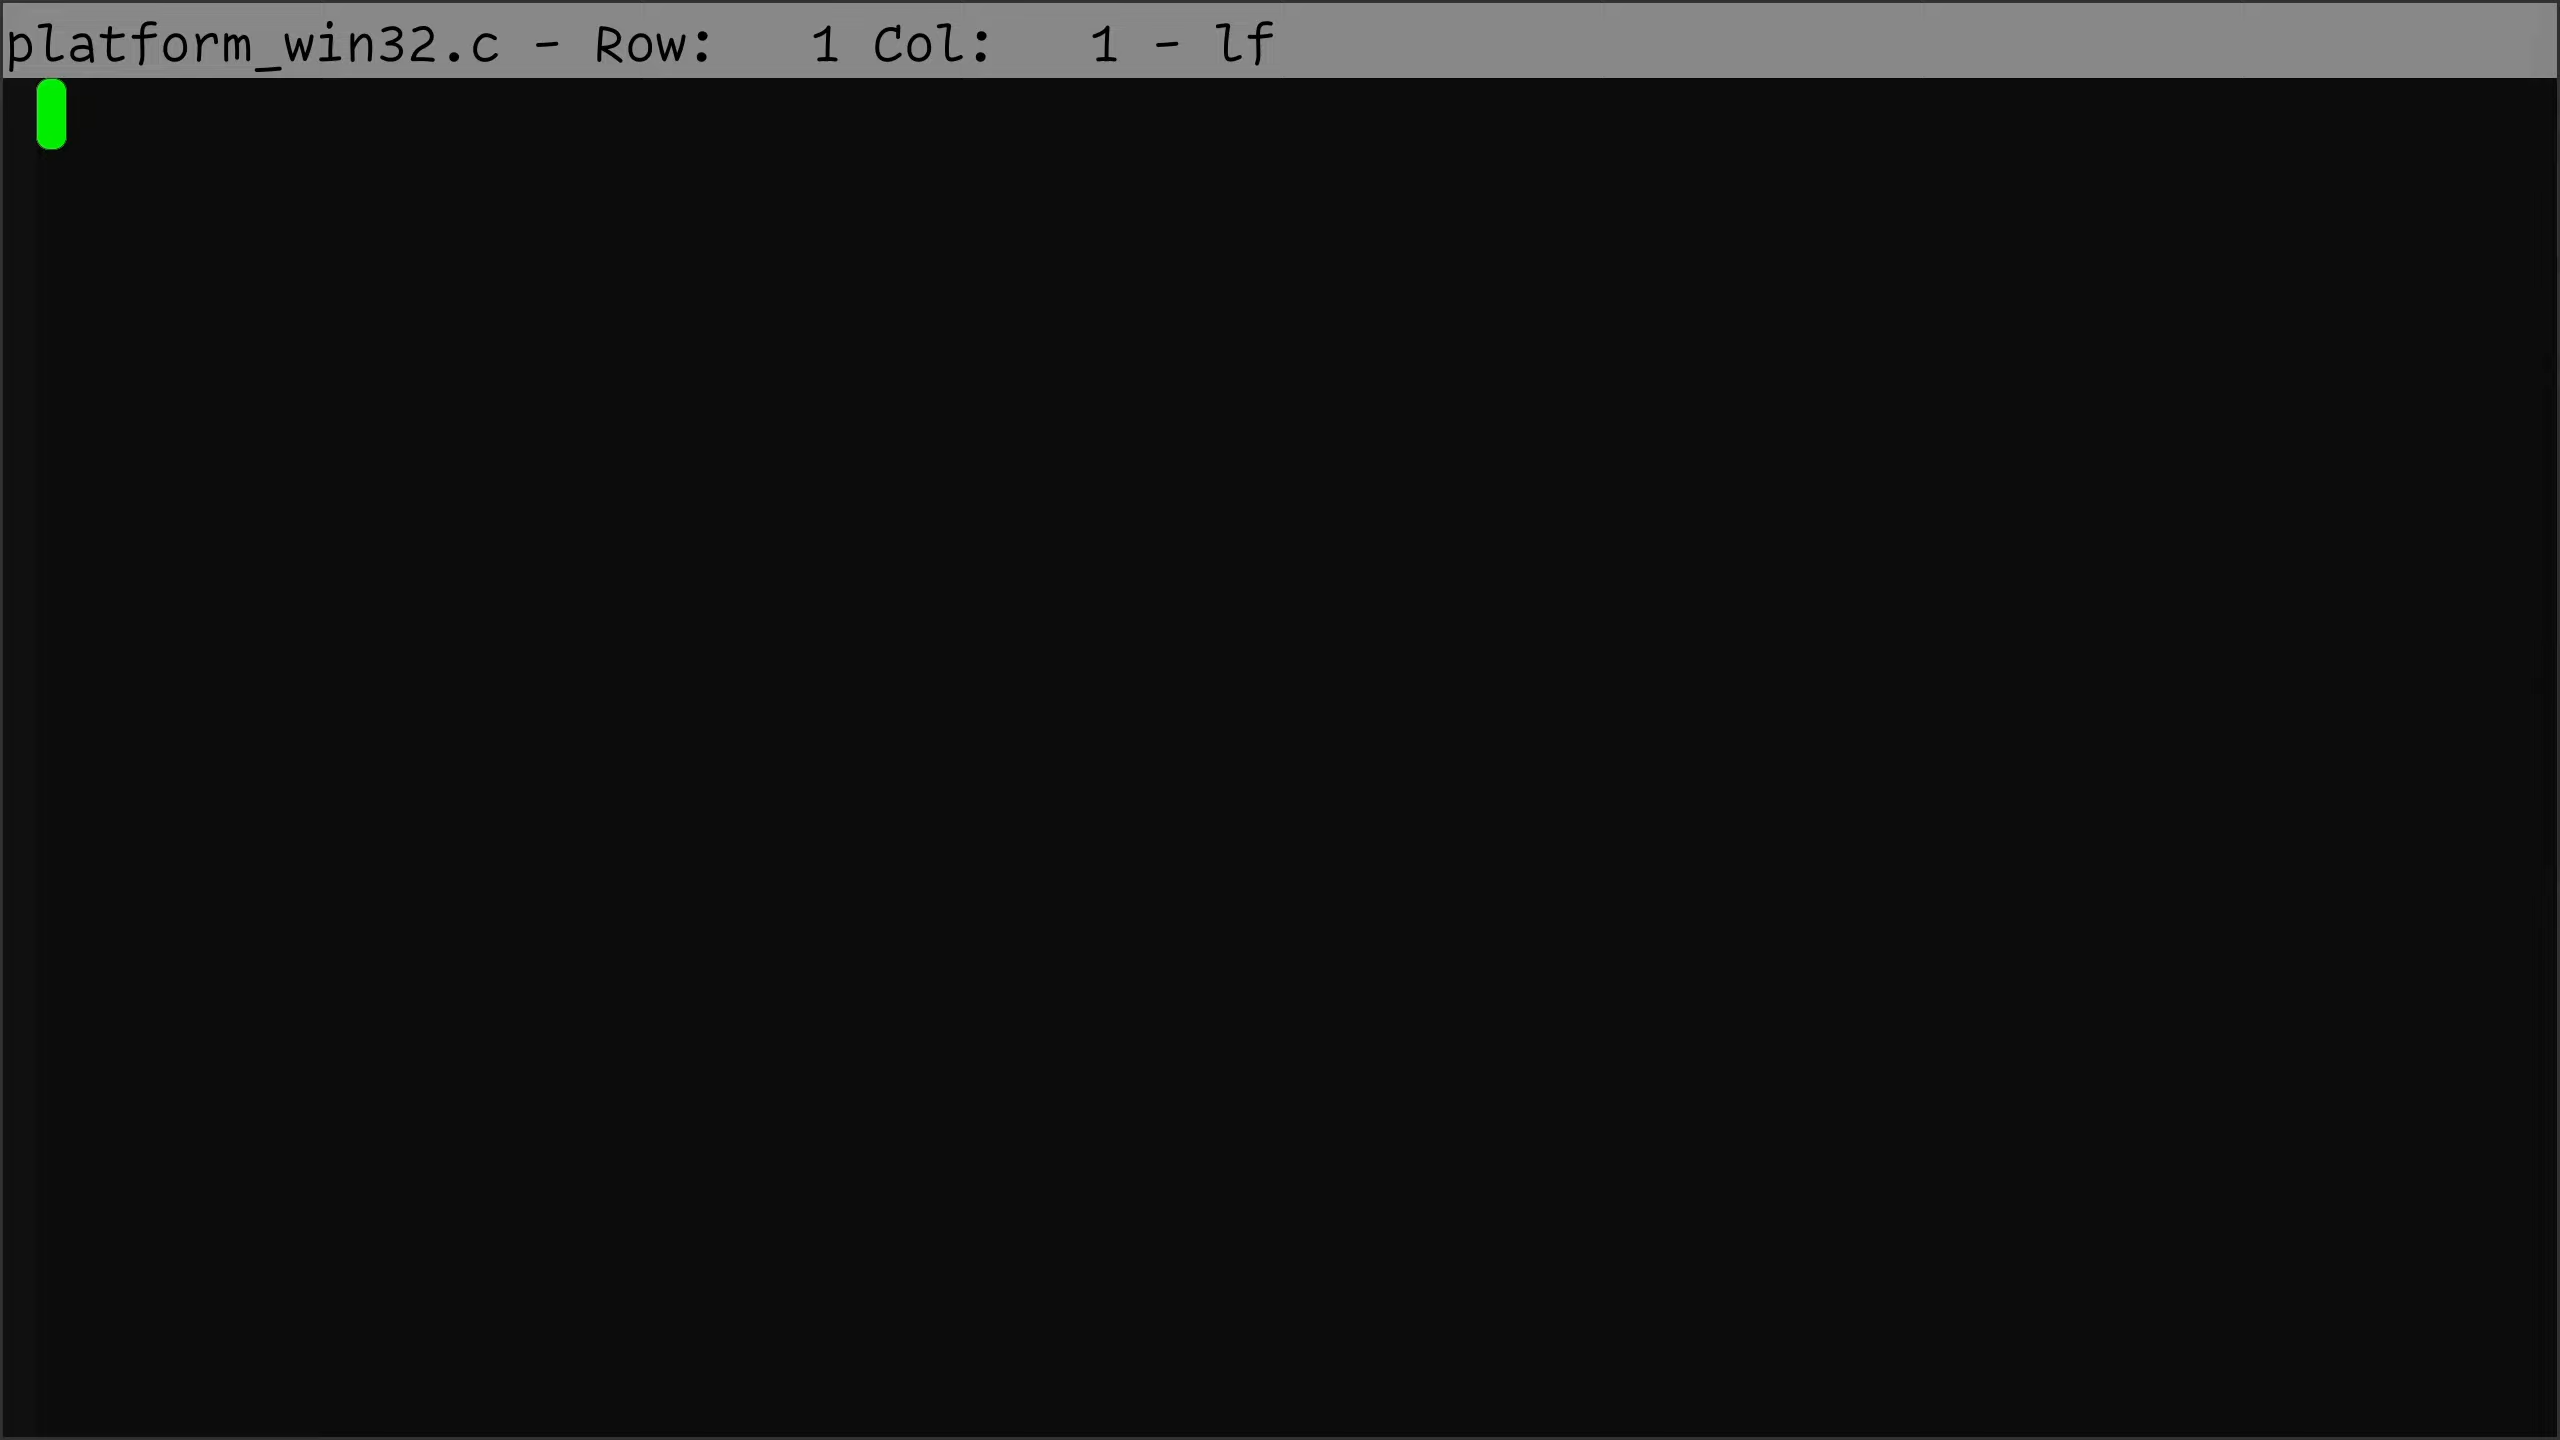 platform_win32.c - Row:   1 Col:   1 - lf